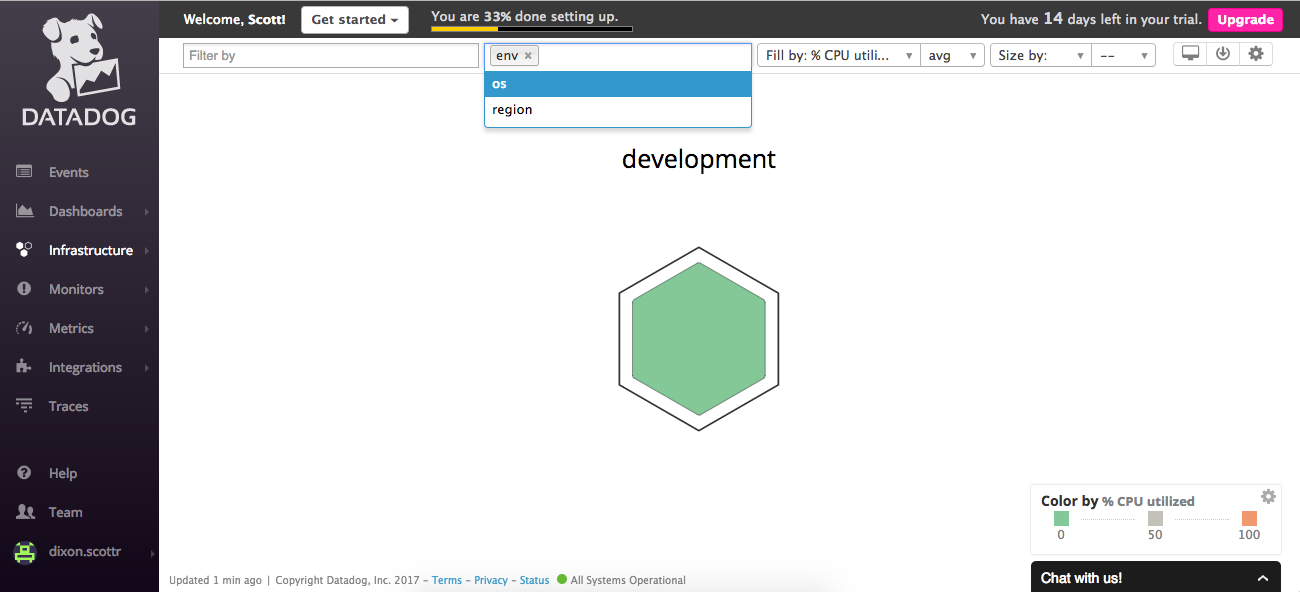 DATADOG
Events
Dashboards
Infrastructure
Monitors
Metrics
Integrations
Traces
Help
Team
dixon.scottr
Welcome, Scott! Get started You are 33% done setting up. You have 14 days left in your trial. Upgrade
Filter by env × Fill by: % CPU utili... avg Size by: --
os
region
development
Color by % CPU utilized
0 50 100
Updated 1 min ago | Copyright Datadog, Inc. 2017 – Terms – Privacy – Status All Systems Operational
Chat with us!